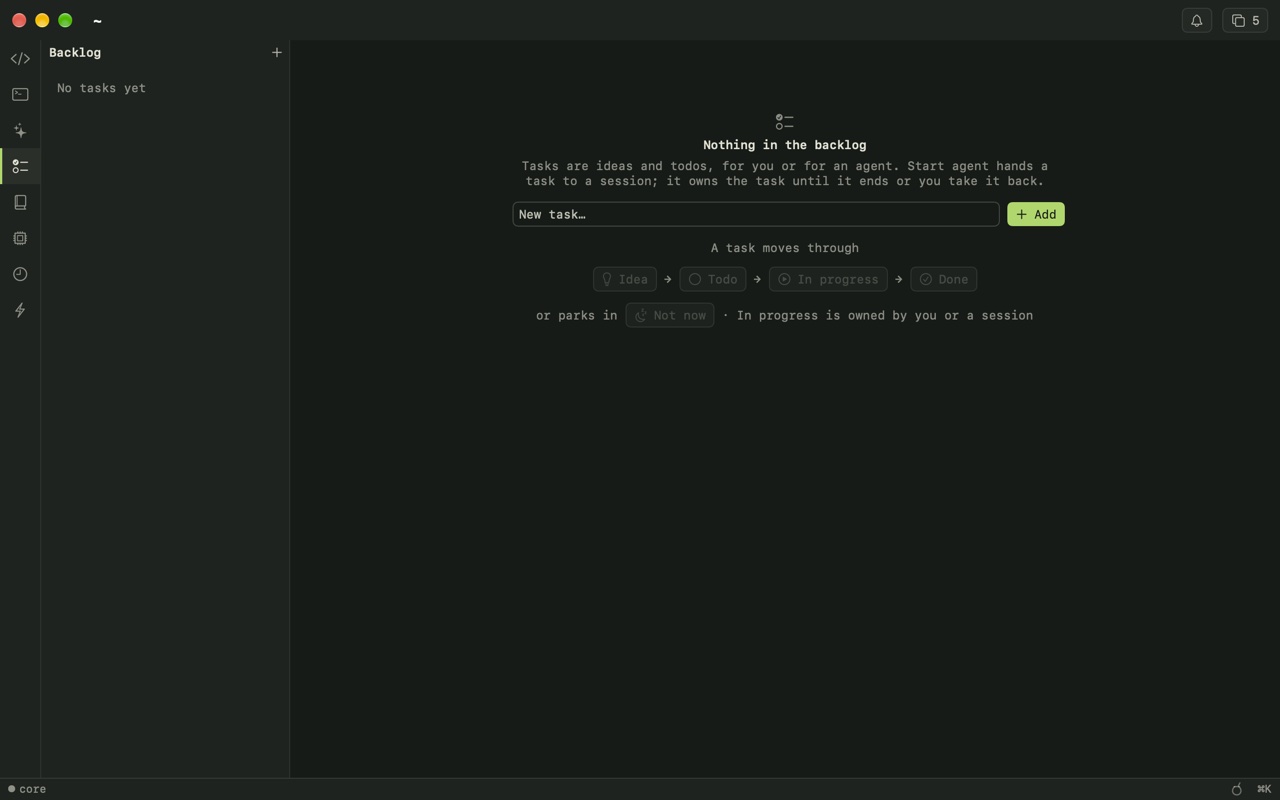 ~
5
Backlog
No tasks yet
Nothing in the backlog
Tasks are ideas and todos, for you or for an agent. Start agent hands a
task to a session; it owns the task until it ends or you take it back.
New task…
Add
A task moves through
Idea → Todo → In progress → Done
or parks in Not now · In progress is owned by you or a session
core
⌘K